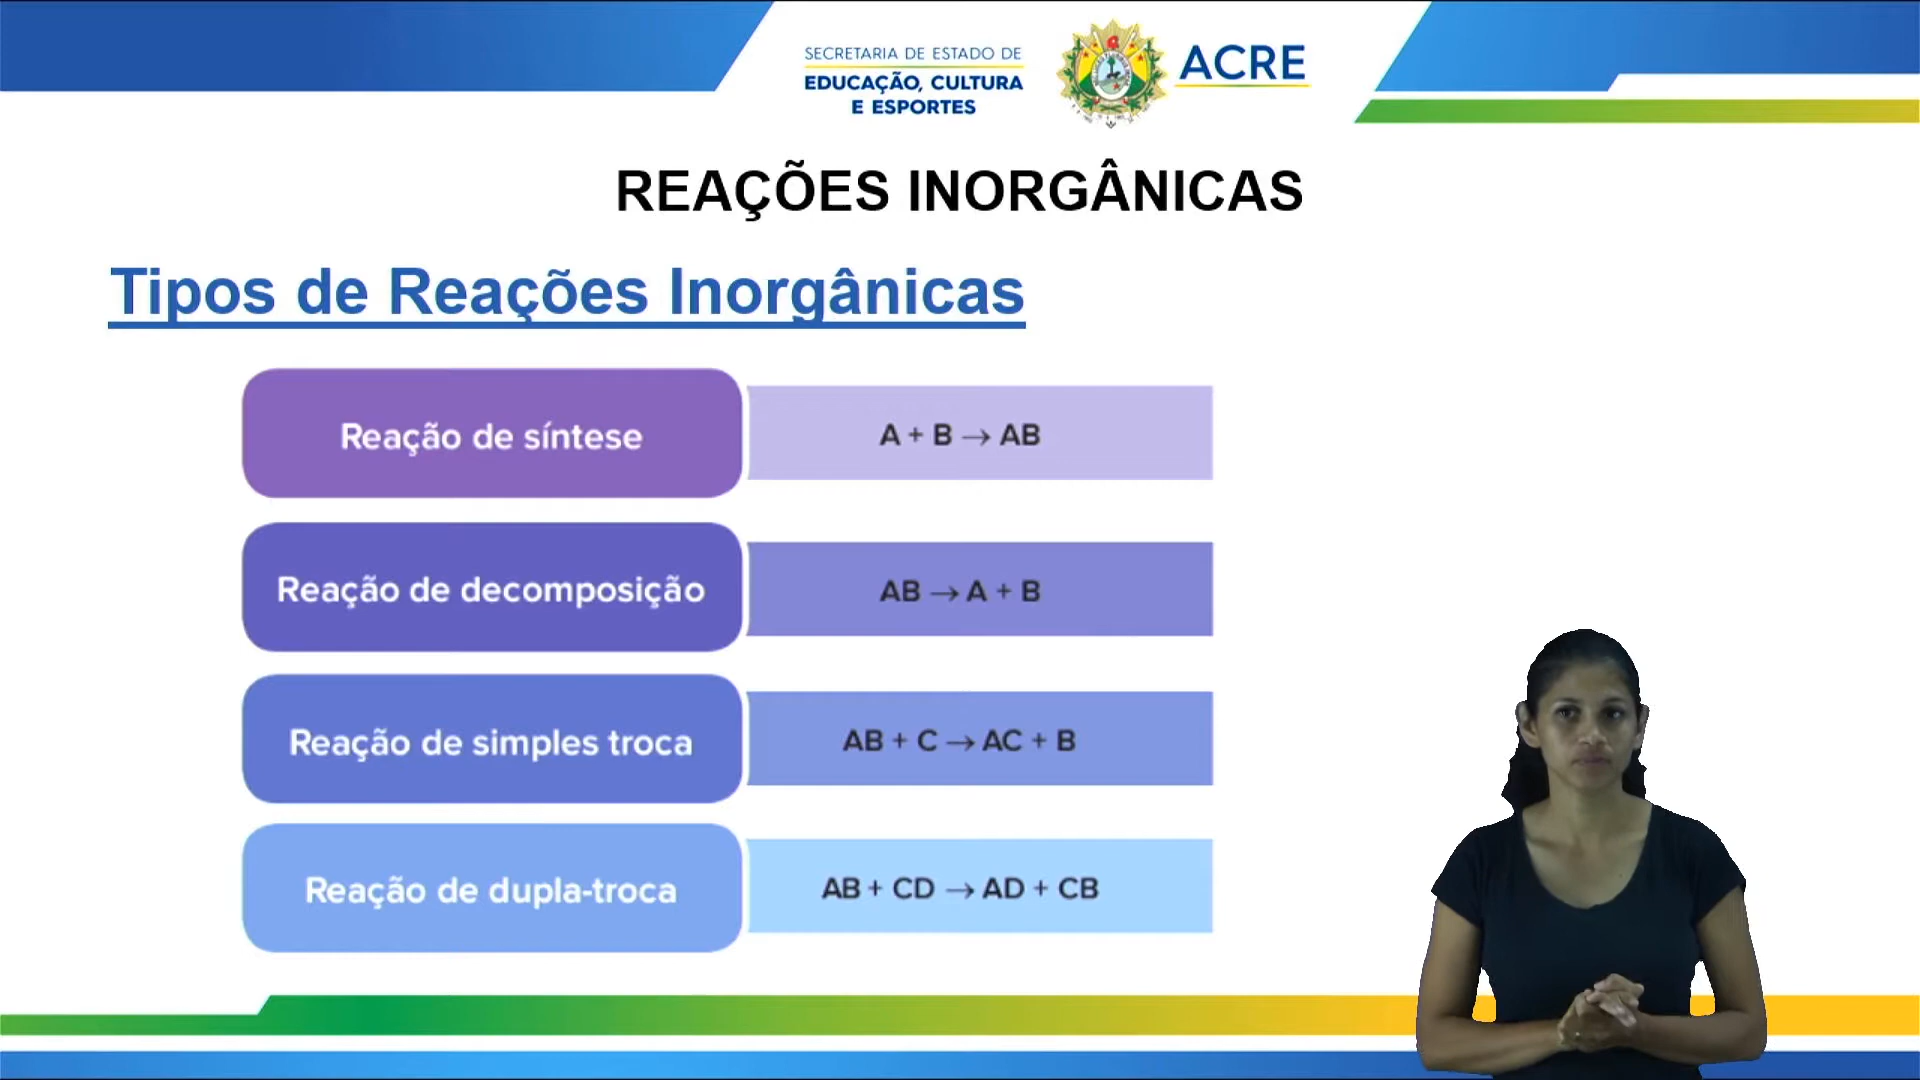 SECRETARIA DE ESTADO DE
EDUCAÇÃO, CULTURA
E ESPORTES
ACRE
REAÇÕES INORGÂNICAS
Tipos de Reações Inorgânicas
Reação de síntese
A + B → AB
Reação de decomposição
AB → A + B
Reação de simples troca
AB + C → AC + B
Reação de dupla-troca
AB + CD → AD + CB